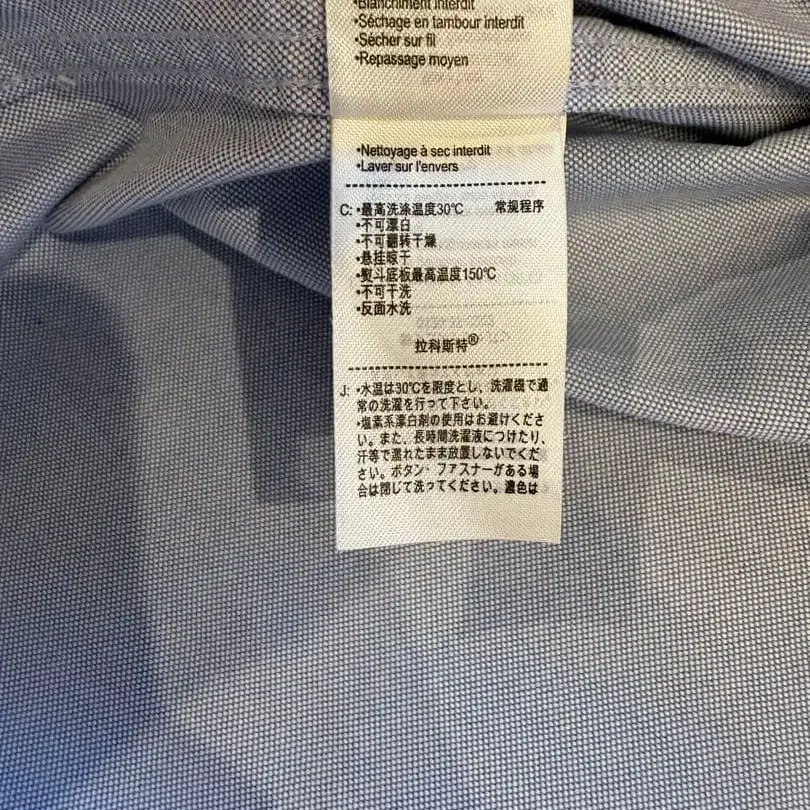 •Blanchiment interdit
•Séchage en tambour interdit
•Sécher sur fil
•Repassage moyen
•Nettoyage à sec interdit
•Laver sur l'envers
C: •最高洗涤温度30℃ 常规程序
•不可漂白
•不可翻转干燥
•悬挂晾干
•熨斗底板最高温度150℃
•不可干洗
•反面水洗
拉科斯特®
J: •水温は30℃を限度とし、洗濯機で通
常の洗濯を行って下さい。
•塩素系漂白剤の使用はお避けくださ
い。また、長時間洗濯液につけたり、
汗等で濡れたまま放置しないでくだ
さい。ボタン・ファスナーがある場
合は閉じて洗ってください。濃色は